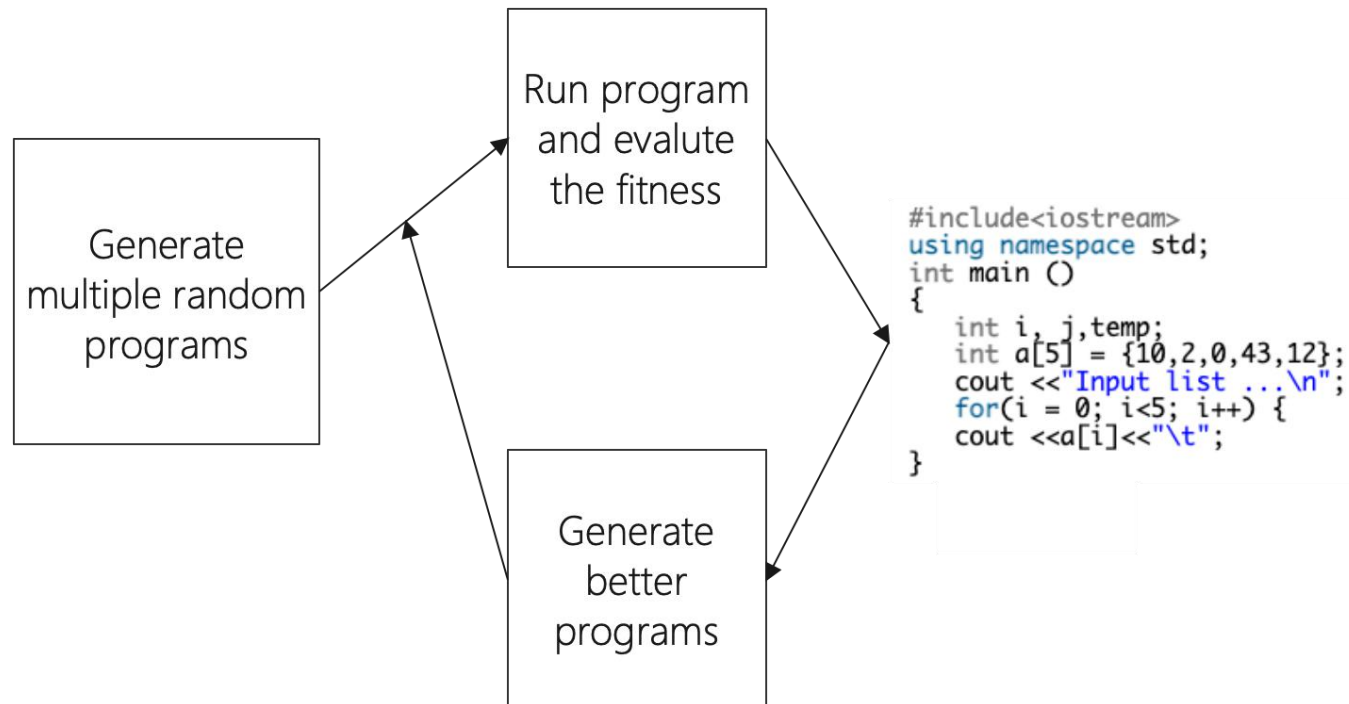 Generate
multiple random
programs
Run program
and evalute
the fitness
#include<iostream>
using namespace std;
int main ()
{
int i, j,temp;
int a[5] = {10,2,0,43,12};
cout <<"Input list ...\n";
for(i = 0; i<5; i++) {
cout <<a[i]<<"\t";
}
Generate
better
programs